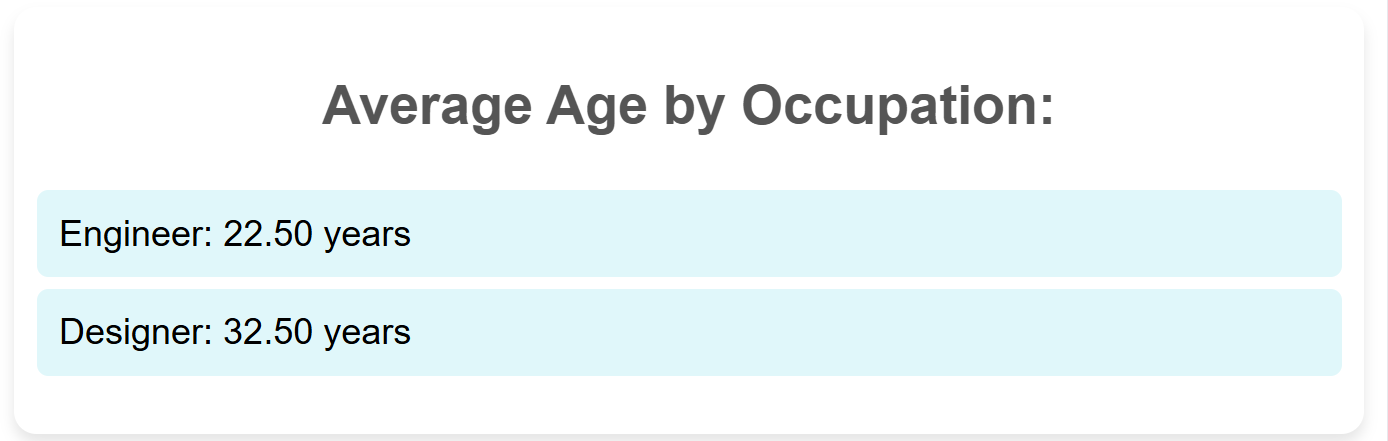 Average Age by Occupation:
Engineer: 22.50 years
Designer: 32.50 years